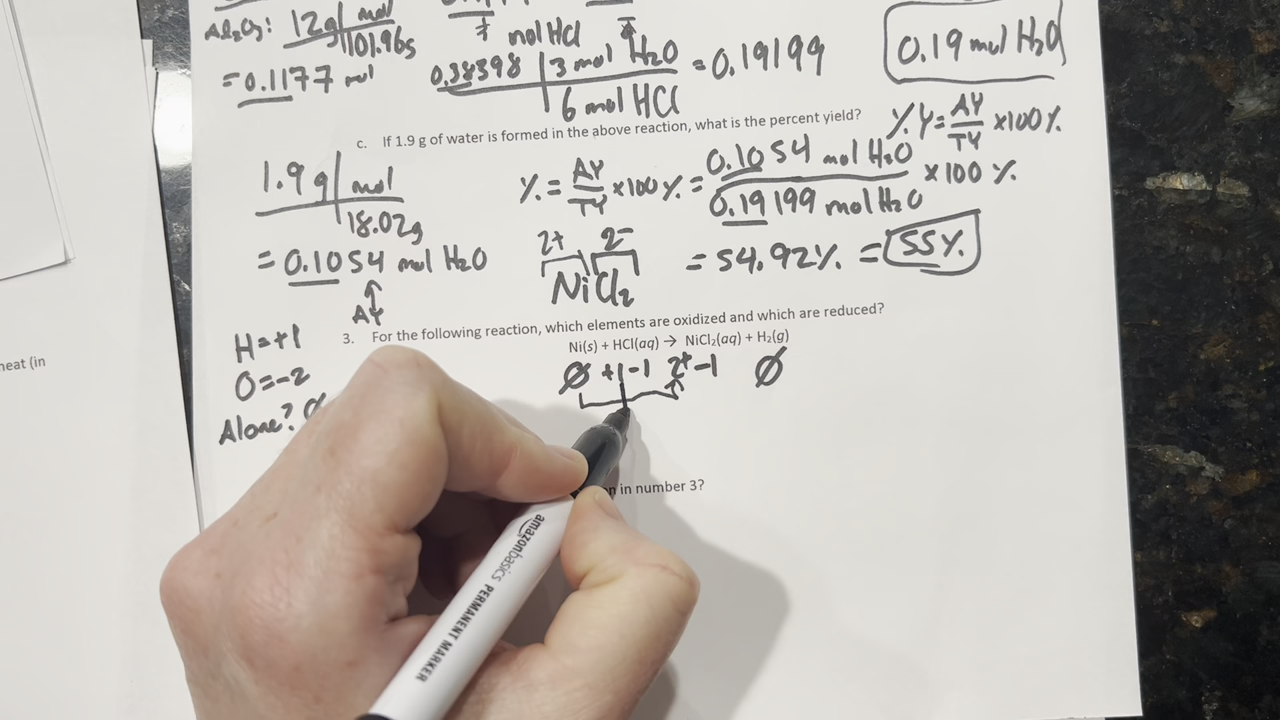 Al₂O₃: 12g | mol
101.96g
= 0.1177 mol
mol HCl
0.38398 | 3 mol H₂O = 0.19199
6 mol HCl
0.19 mol H₂O
c. If 1.9 g of water is formed in the above reaction, what is the percent yield?
% Y = AY/TY ×100%
1.9 g | mol
18.02g
= 0.1054 mol H₂O
AY
% = AY/TY ×100% = 0.1054 mol H₂O / 0.19199 mol H₂O × 100 %
= 54.92% = 55%
2+ 2-
NiCl₂
3. For the following reaction, which elements are oxidized and which are reduced?
Ni(s) + HCl(aq) → NiCl₂(aq) + H₂(g)
Ø +1 -1 2+ -1 Ø
H=+1
O=-2
Alone?
heat (in
in number 3?
amazonbasics PERMANENT MARKER